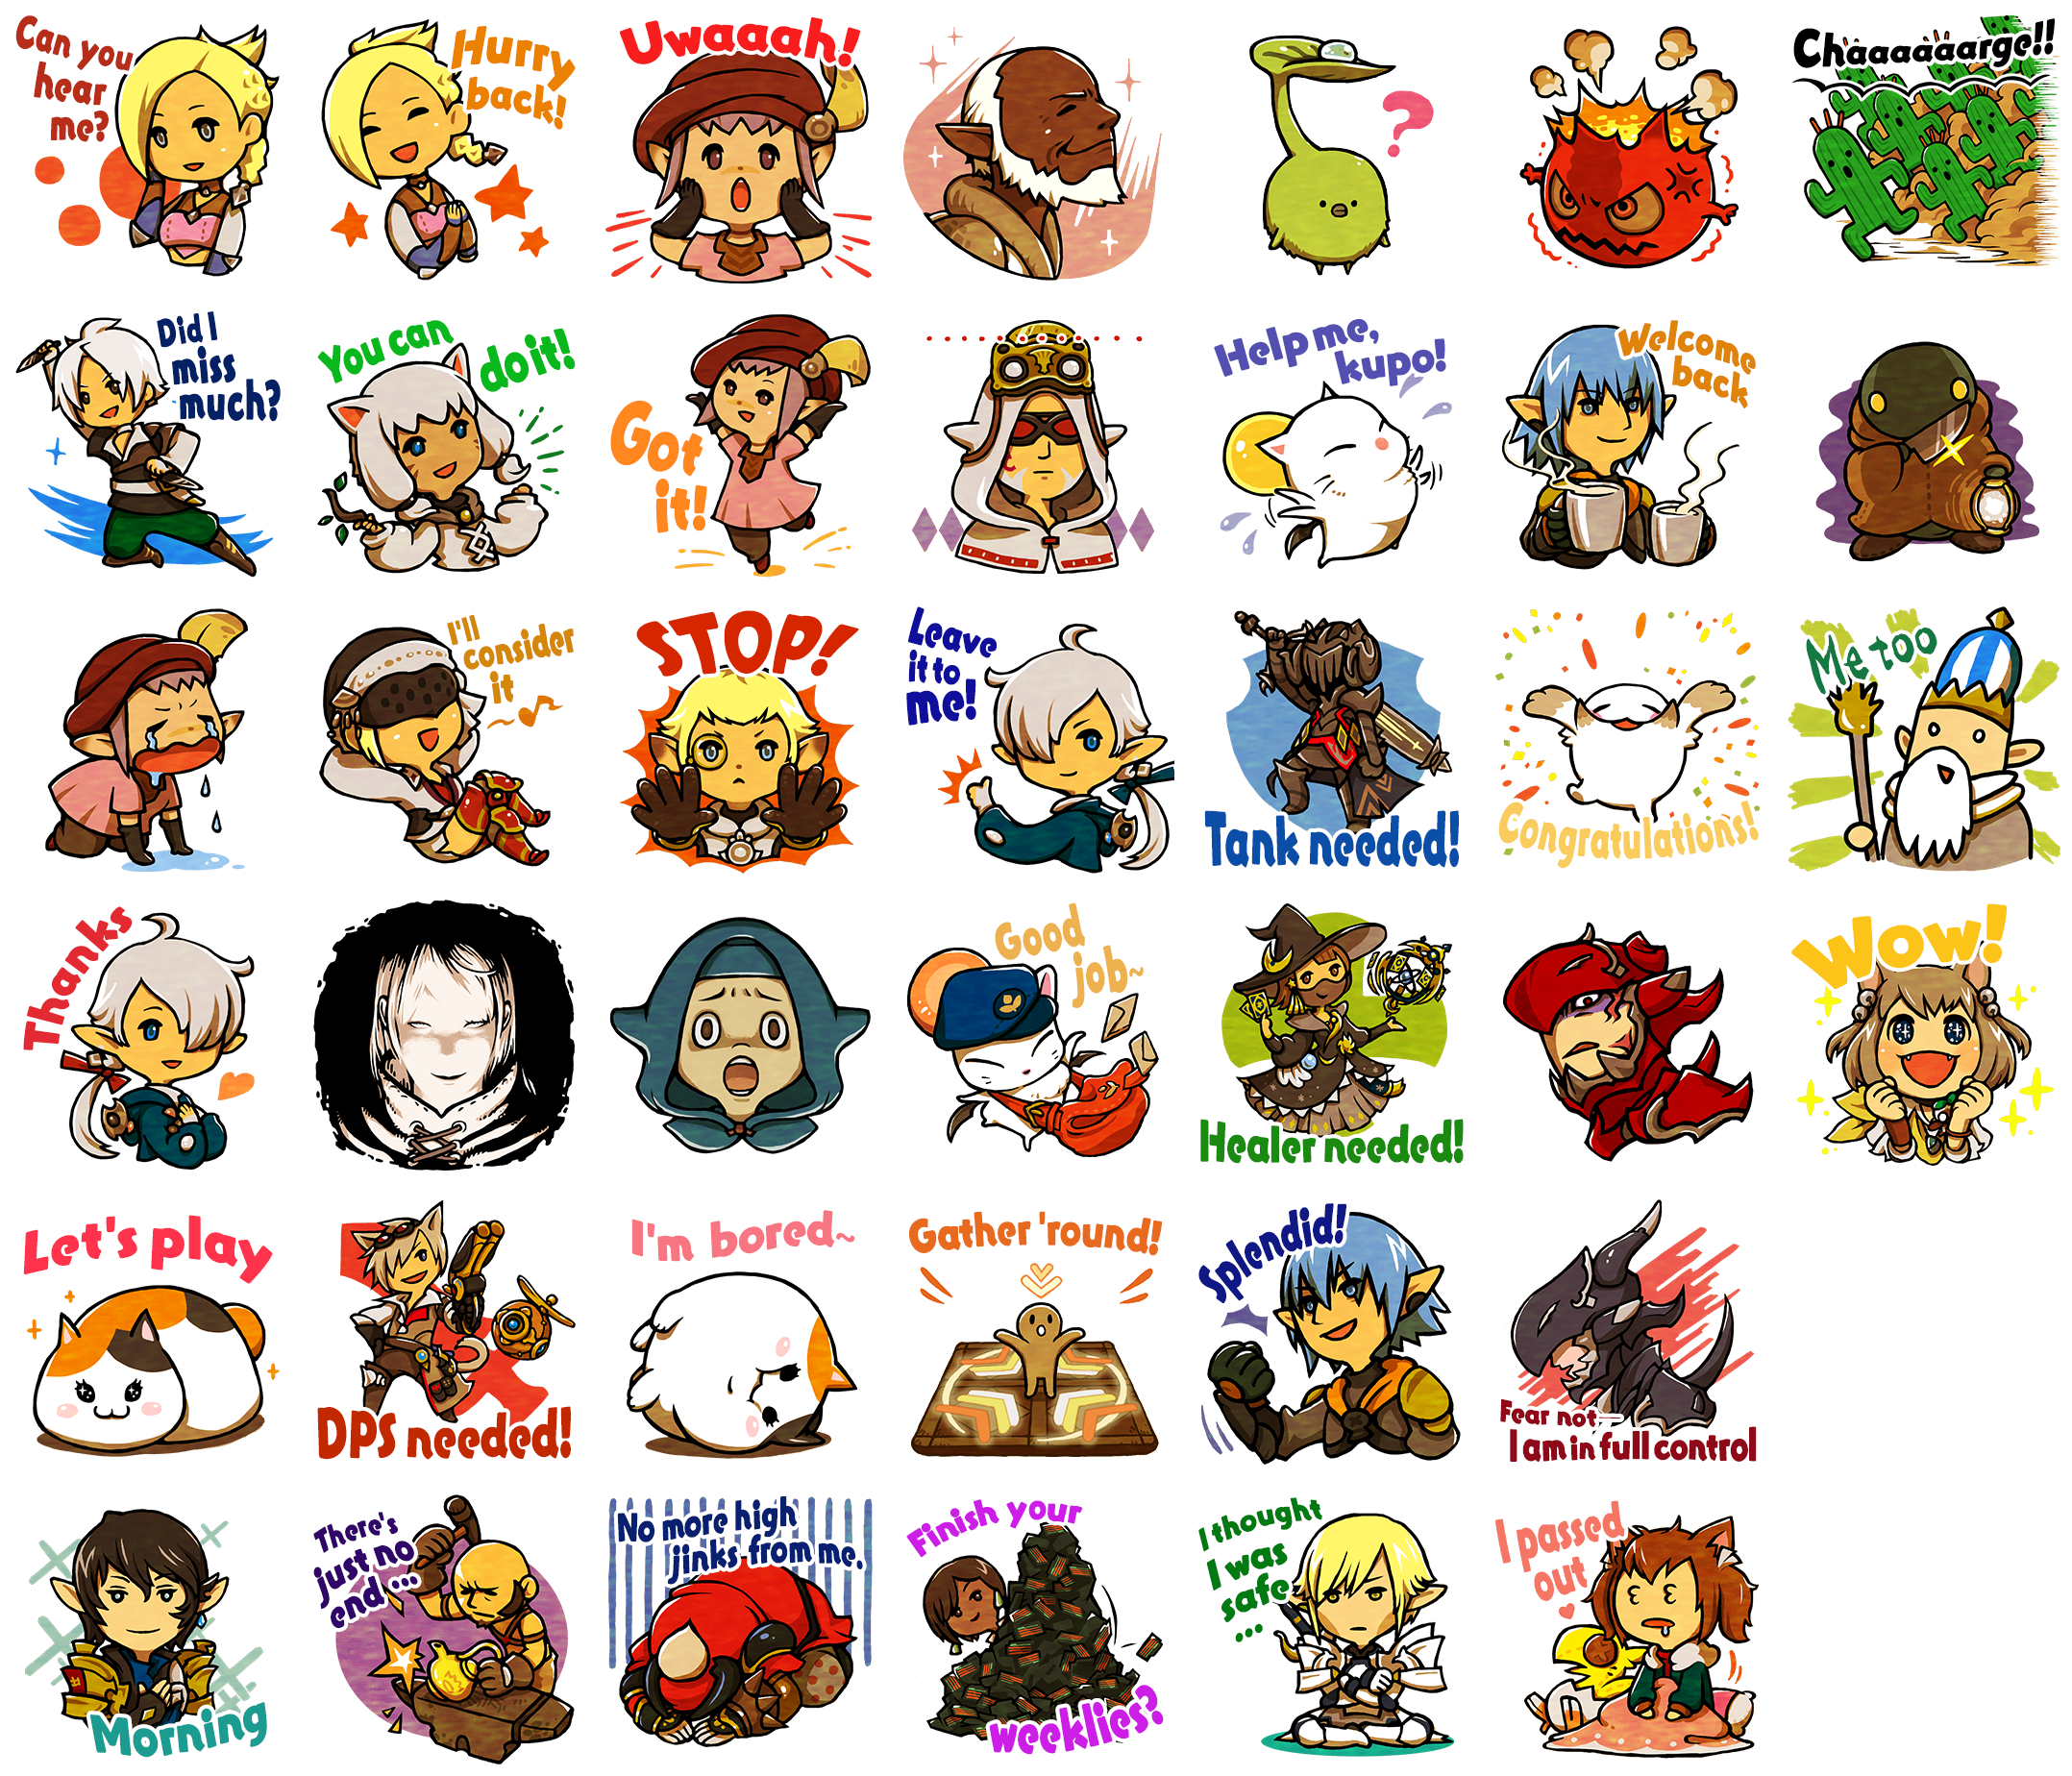 Can you
hear
me?
Hurry
back!
Uwaaah!
?
Chaaaaaarge!!
Did I
miss
much?
You can
do it!
Got
it!
Help me,
kupo!
Welcome
back
I'll
consider
it
~♪~
STOP!
Leave
it to
me!
Tank needed!
Congratulations!
Me too
Thanks
Good
job~
Healer needed!
Wow!
Let's play
DPS needed!
I'm bored~
Gather 'round!
Splendid!
Fear not—
I am in full control
Morning
There's
just no
end...
No more high
jinks from me.
Finish your
weeklies?
I thought
I was
safe
...
I passed
out